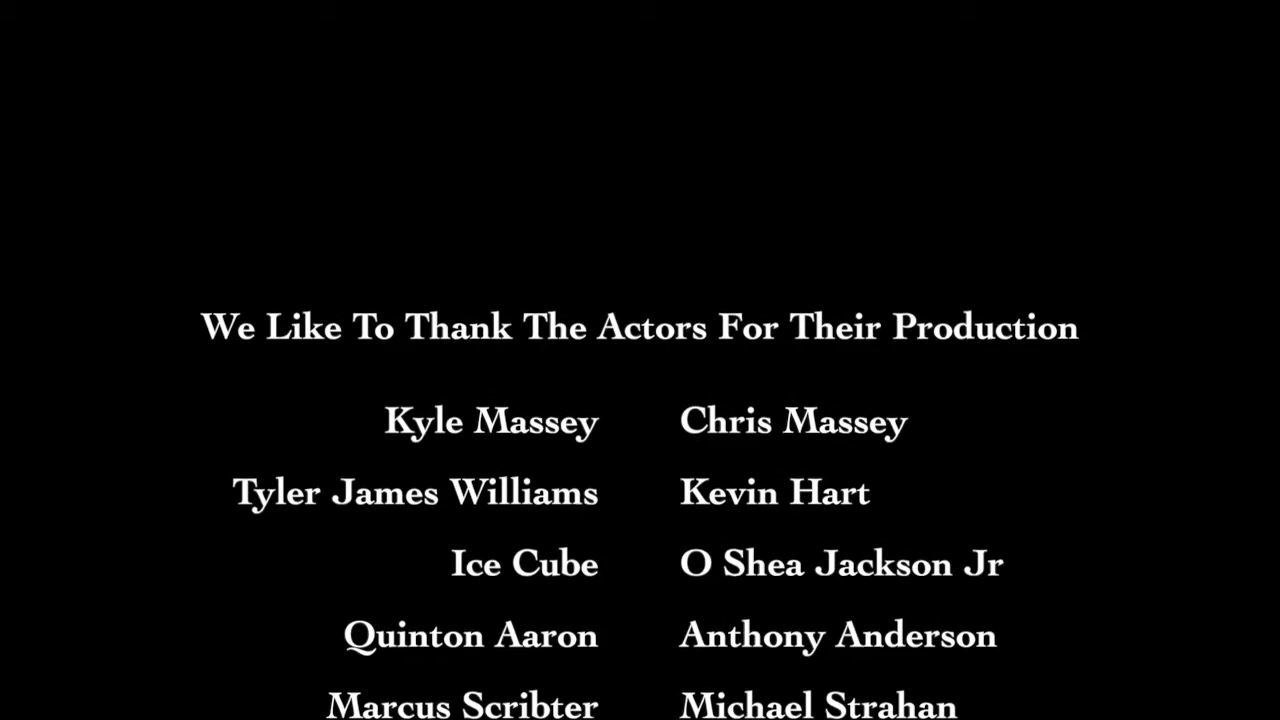 We Like To Thank The Actors For Their Production
Kyle Massey Chris Massey
Tyler James Williams Kevin Hart
Ice Cube O Shea Jackson Jr
Quinton Aaron Anthony Anderson
Marcus Scribter Michael Strahan